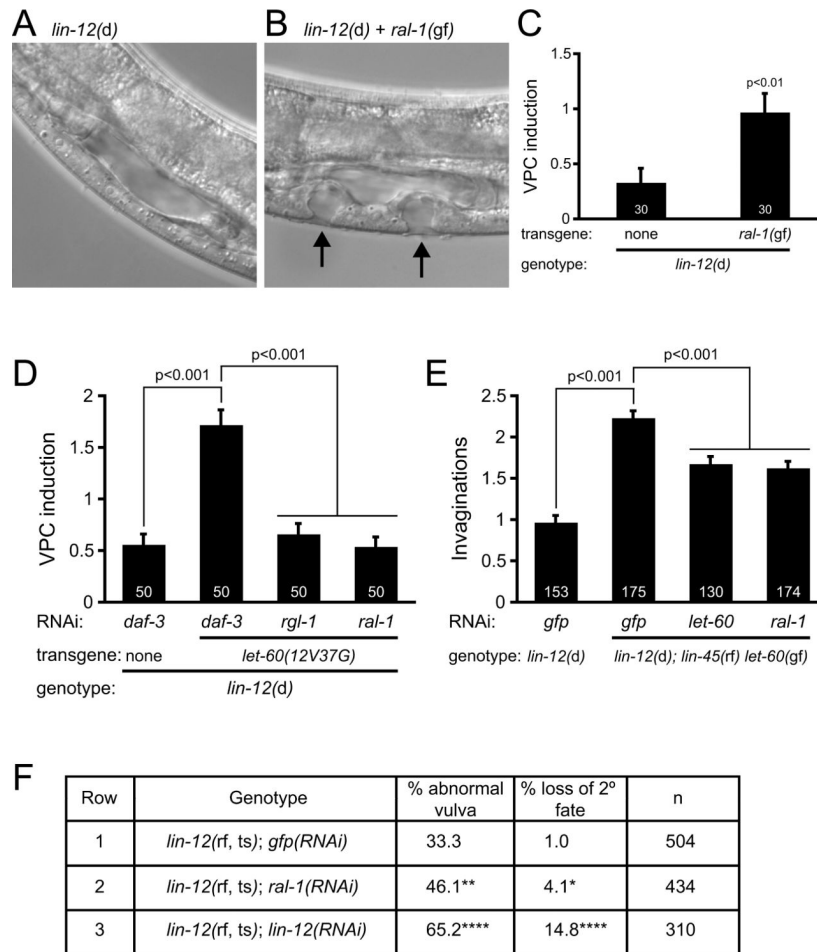 A lin-12(d)
B lin-12(d) + ral-1(gf)
C
VPC induction
1.5
1
0.5
0
p<0.01
30 30
transgene: none ral-1(gf)
genotype: lin-12(d)
D
VPC induction
2
1.5
1
0.5
0
p<0.001
p<0.001
50 50 50 50
RNAi: daf-3 daf-3 rgl-1 ral-1
transgene: none let-60(12V37G)
genotype: lin-12(d)
E
Invaginations
2.5
2
1.5
1
0.5
0
p<0.001
p<0.001
153 175 130 174
RNAi: gfp gfp let-60 ral-1
genotype: lin-12(d) lin-12(d); lin-45(rf) let-60(gf)
F
Row Genotype % abnormal vulva % loss of 2º fate n
1 lin-12(rf, ts); gfp(RNAi) 33.3 1.0 504
2 lin-12(rf, ts); ral-1(RNAi) 46.1** 4.1* 434
3 lin-12(rf, ts); lin-12(RNAi) 65.2**** 14.8**** 310